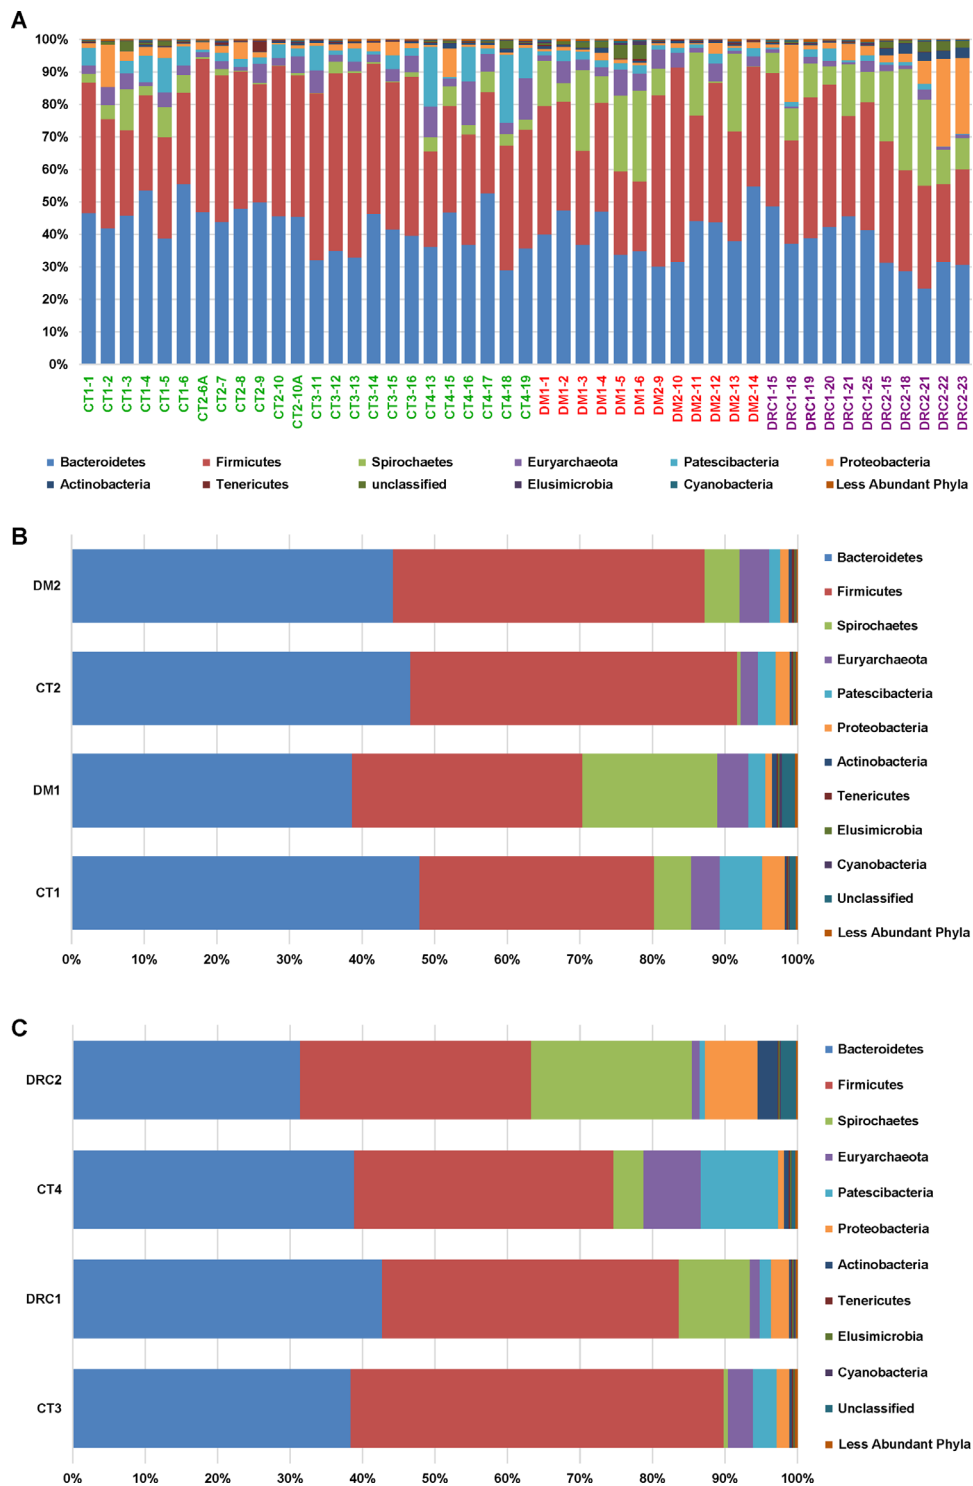 A
100%
90%
80%
70%
60%
50%
40%
30%
20%
10%
0%
CT1-1
CT1-2
CT1-3
CT1-4
CT1-5
CT1-6
CT2-6A
CT2-7
CT2-8
CT2-9
CT2-10
CT2-10A
CT3-11
CT3-12
CT3-13
CT3-14
CT3-15
CT3-16
CT4-13
CT4-15
CT4-16
CT4-17
CT4-18
CT4-19
DM1-1
DM1-2
DM1-3
DM1-4
DM1-5
DM1-6
DM2-9
DM2-10
DM2-11
DM2-12
DM2-13
DM2-14
DRC1-15
DRC1-18
DRC1-19
DRC1-20
DRC1-21
DRC1-25
DRC2-15
DRC2-18
DRC2-21
DRC2-22
DRC2-23
Bacteroidetes Firmicutes Spirochaetes Euryarchaeota Patescibacteria Proteobacteria
Actinobacteria Tenericutes unclassified Elusimicrobia Cyanobacteria Less Abundant Phyla
B
DM2
CT2
DM1
CT1
0% 10% 20% 30% 40% 50% 60% 70% 80% 90% 100%
Bacteroidetes
Firmicutes
Spirochaetes
Euryarchaeota
Patescibacteria
Proteobacteria
Actinobacteria
Tenericutes
Elusimicrobia
Cyanobacteria
Unclassified
Less Abundant Phyla
C
DRC2
CT4
DRC1
CT3
0% 10% 20% 30% 40% 50% 60% 70% 80% 90% 100%
Bacteroidetes
Firmicutes
Spirochaetes
Euryarchaeota
Patescibacteria
Proteobacteria
Actinobacteria
Tenericutes
Elusimicrobia
Cyanobacteria
Unclassified
Less Abundant Phyla